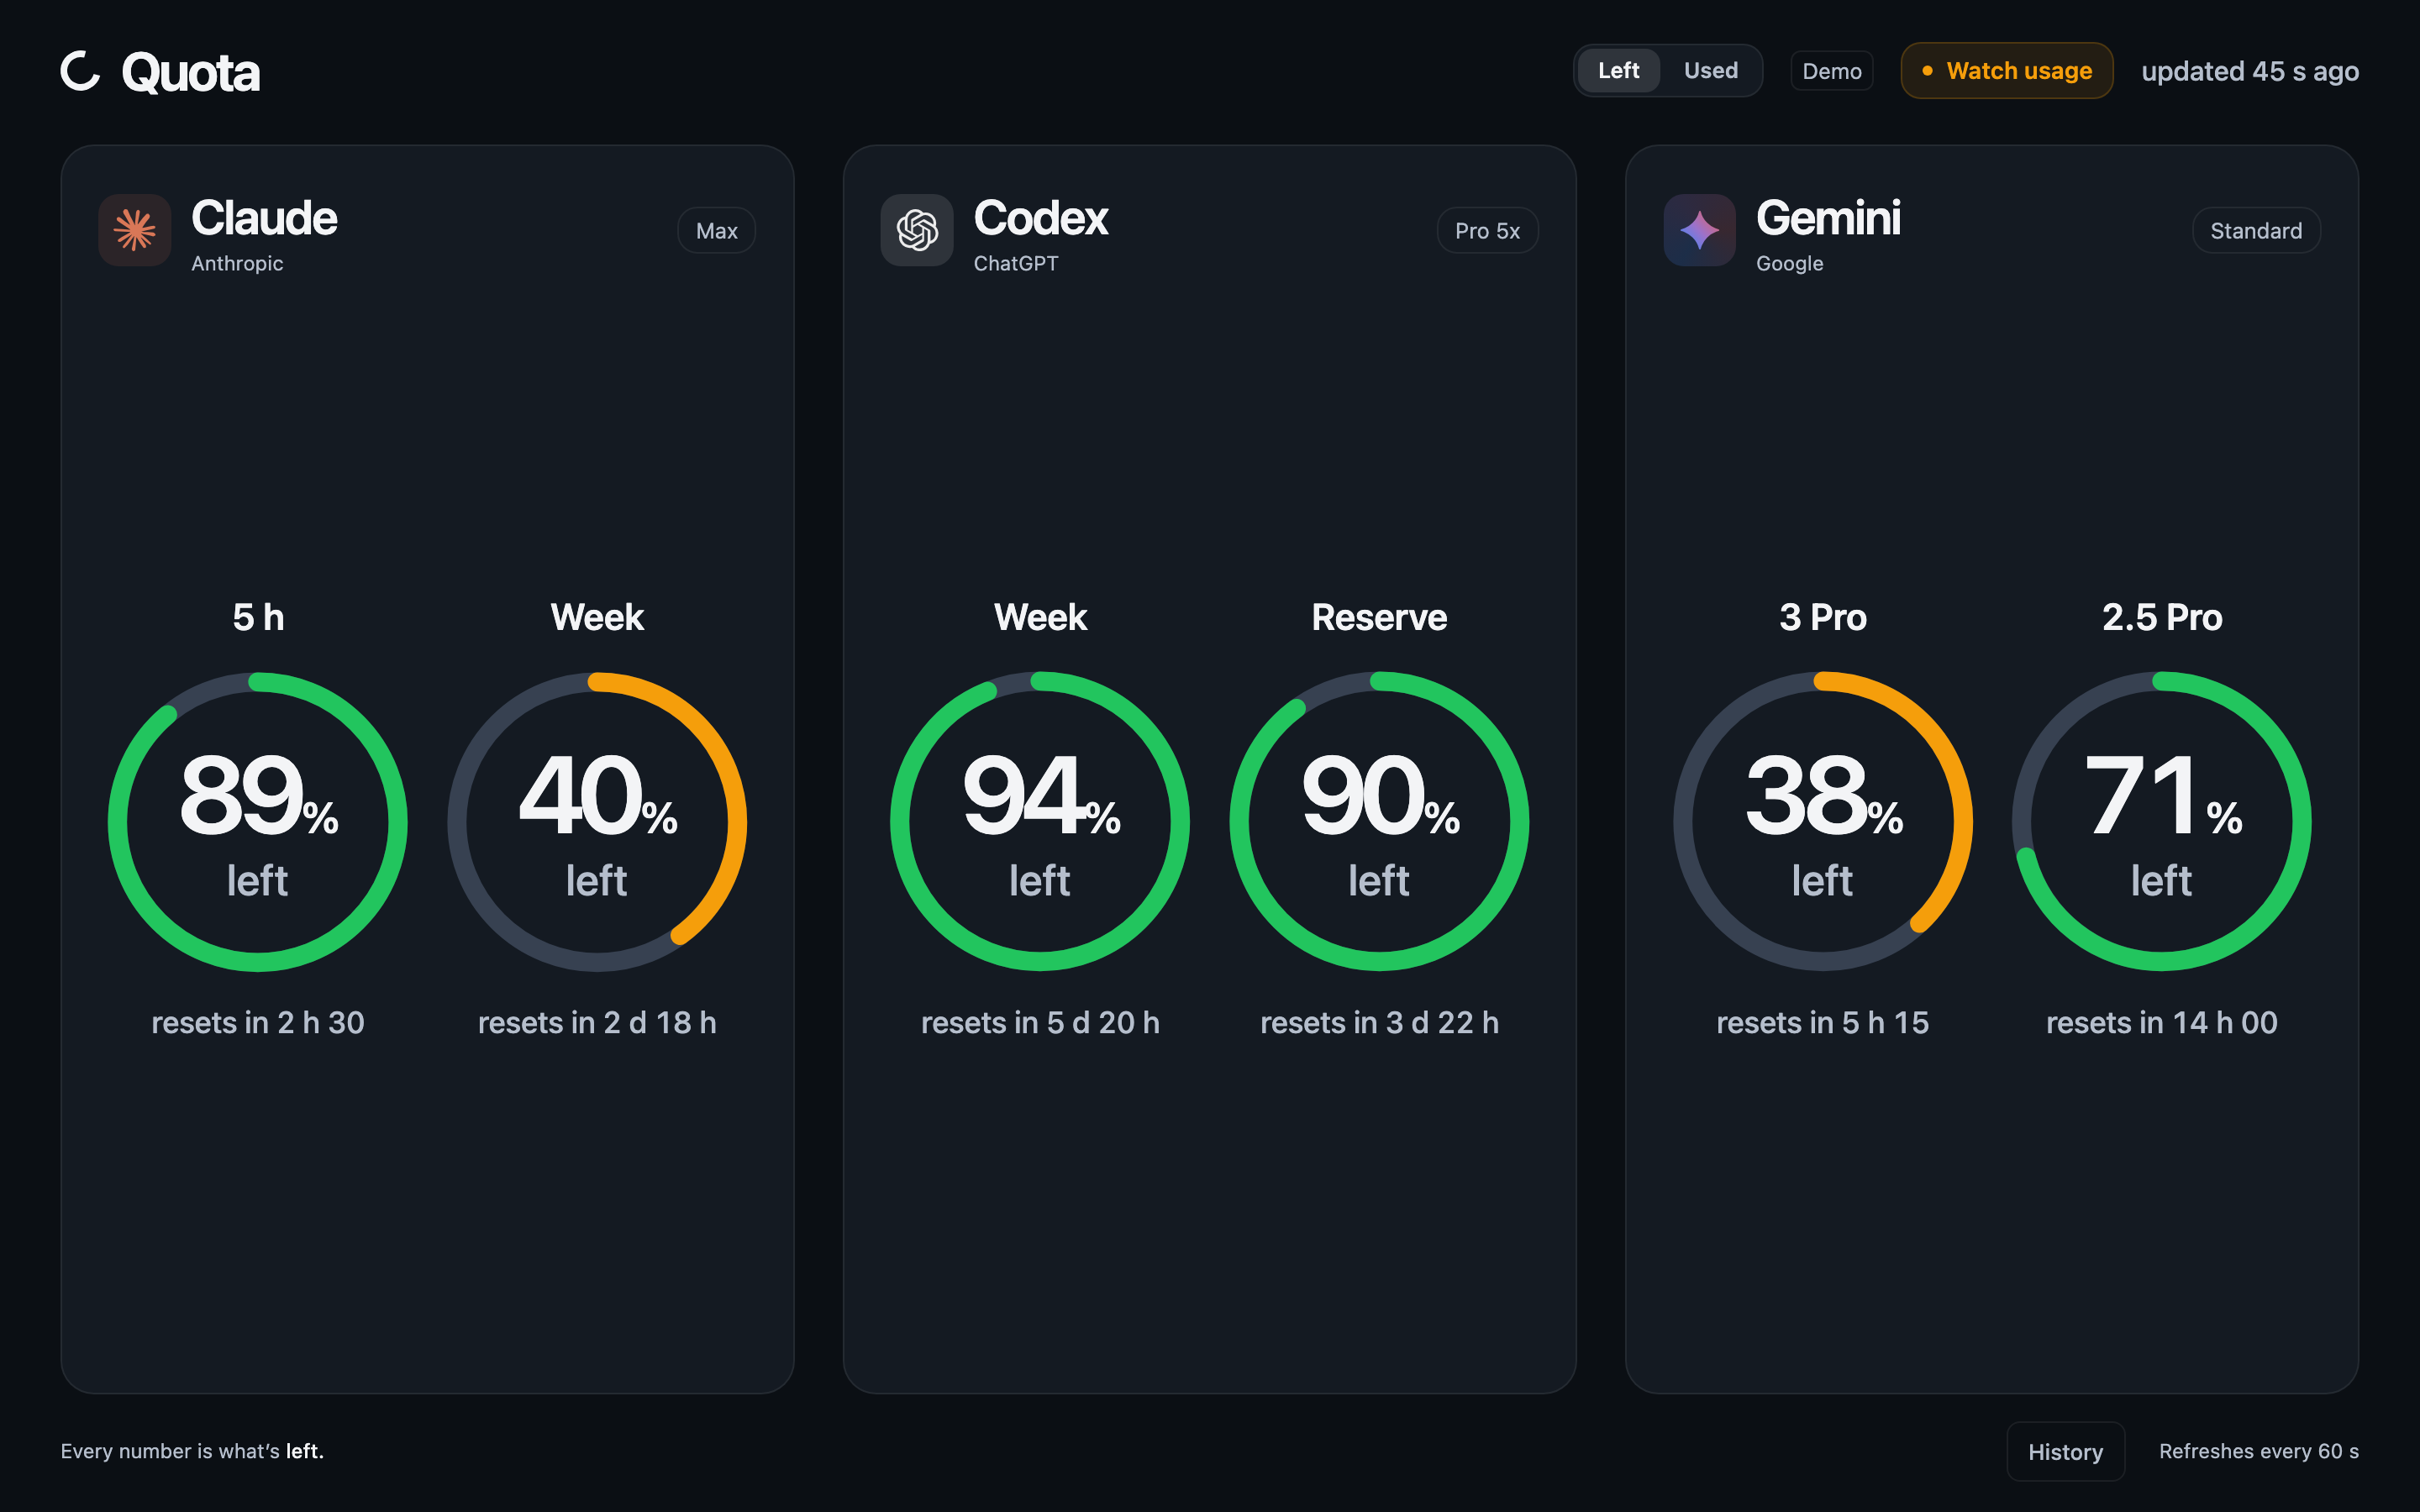 Quota
Left Used Demo Watch usage updated 45 s ago
Claude
Anthropic
Max
5 h Week
89% 40%
left left
resets in 2 h 30 resets in 2 d 18 h
Codex
ChatGPT
Pro 5x
Week Reserve
94% 90%
left left
resets in 5 d 20 h resets in 3 d 22 h
Gemini
Google
Standard
3 Pro 2.5 Pro
38% 71%
left left
resets in 5 h 15 resets in 14 h 00
Every number is what’s left.
History Refreshes every 60 s